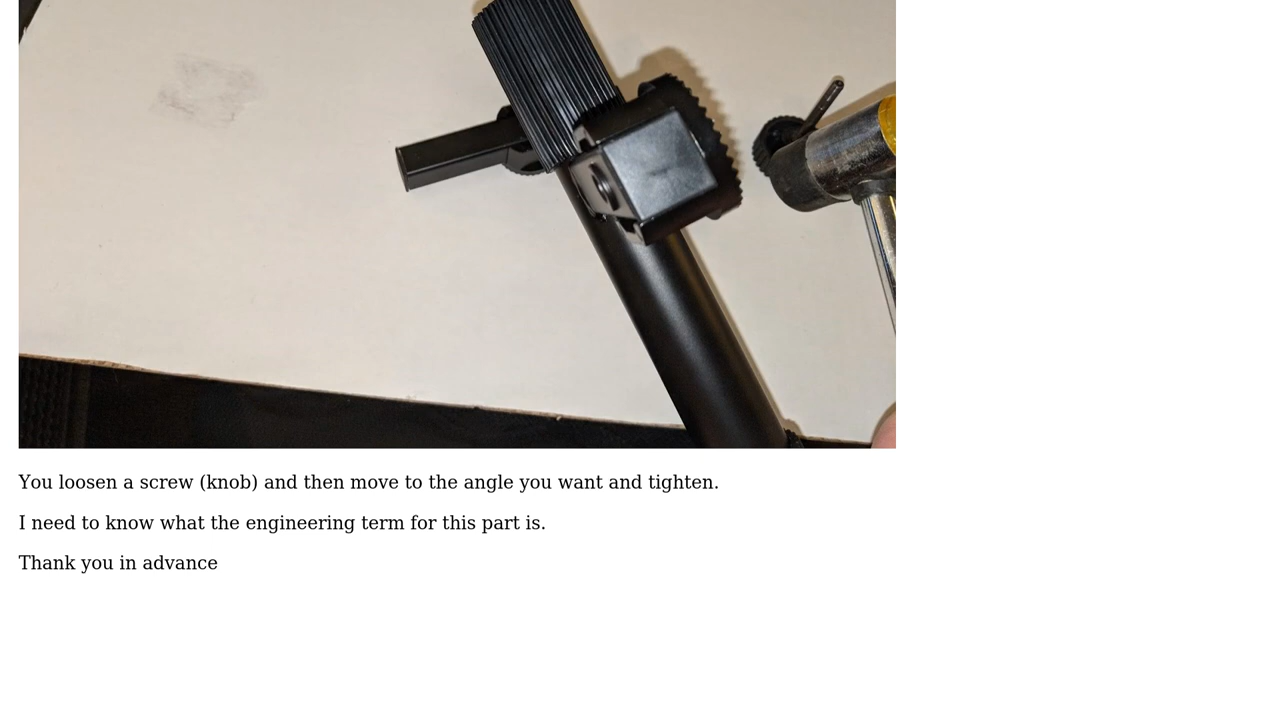 You loosen a screw (knob) and then move to the angle you want and tighten.
I need to know what the engineering term for this part is.
Thank you in advance